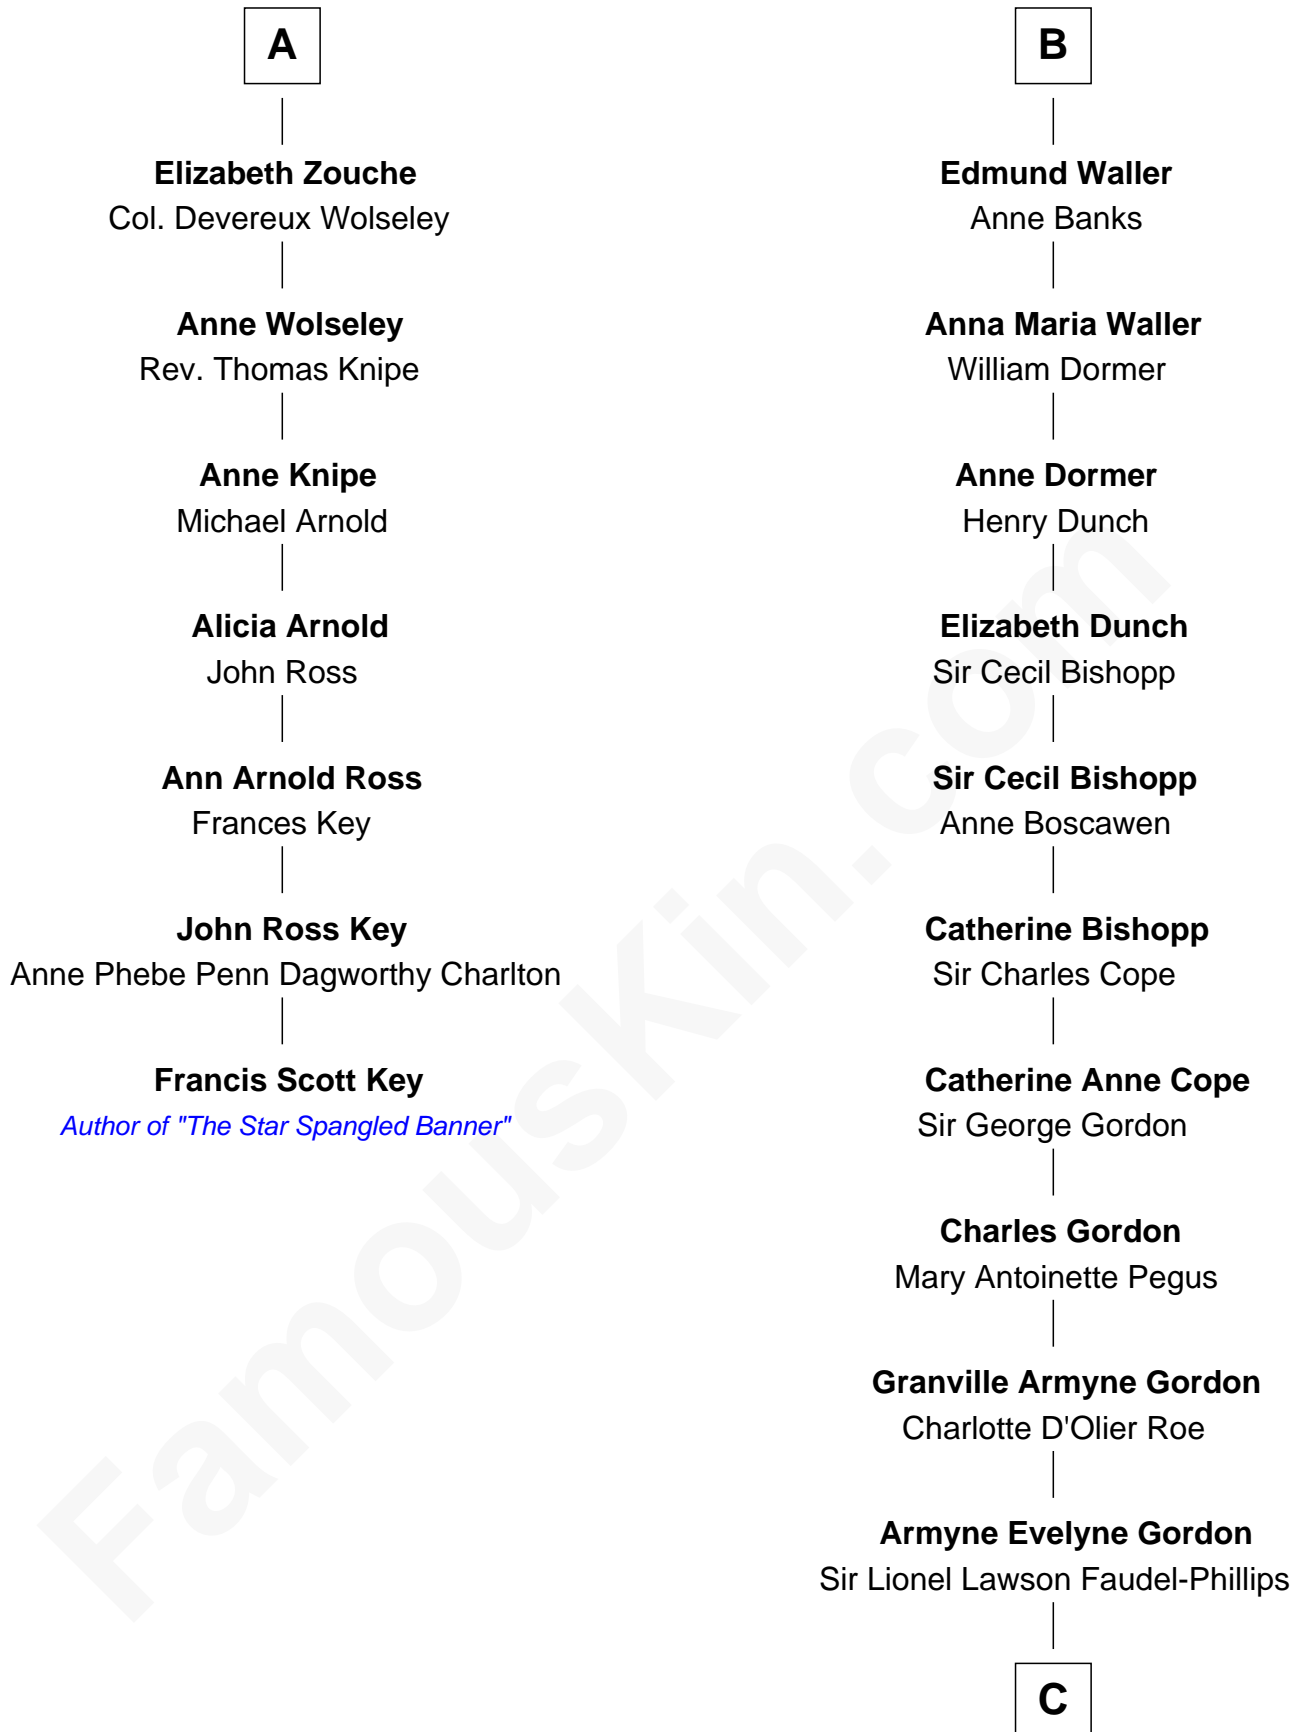 A
Elizabeth Zouche
Col. Devereux Wolseley
Anne Wolseley
Rev. Thomas Knipe
Anne Knipe
Michael Arnold
Alicia Arnold
John Ross
Ann Arnold Ross
Frances Key
John Ross Key
Anne Phebe Penn Dagworthy Charlton
Francis Scott Key
Author of "The Star Spangled Banner"
B
Edmund Waller
Anne Banks
Anna Maria Waller
William Dormer
Anne Dormer
Henry Dunch
Elizabeth Dunch
Sir Cecil Bishopp
Sir Cecil Bishopp
Anne Boscawen
Catherine Bishopp
Sir Charles Cope
Catherine Anne Cope
Sir George Gordon
Charles Gordon
Mary Antoinette Pegus
Granville Armyne Gordon
Charlotte D'Olier Roe
Armyne Evelyne Gordon
Sir Lionel Lawson Faudel-Phillips
C
FamousKin.com